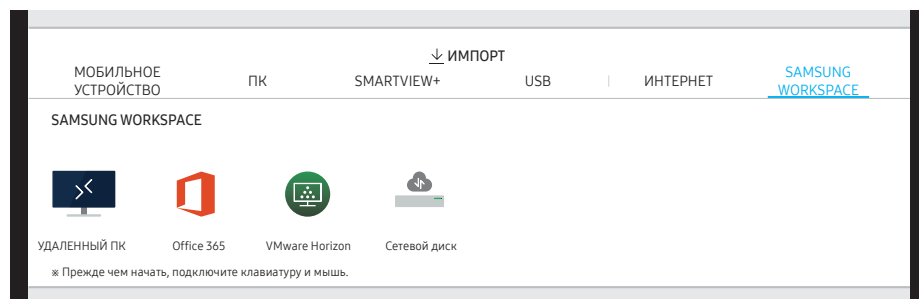 ИМПОРТ
МОБИЛЬНОЕ
УСТРОЙСТВО
ПК
SMARTVIEW+
USB
ИНТЕРНЕТ
SAMSUNG
WORKSPACE
SAMSUNG WORKSPACE
УДАЛЕННЫЙ ПК
Office 365
VMware Horizon
Сетевой диск
※ Прежде чем начать, подключите клавиатуру и мышь.